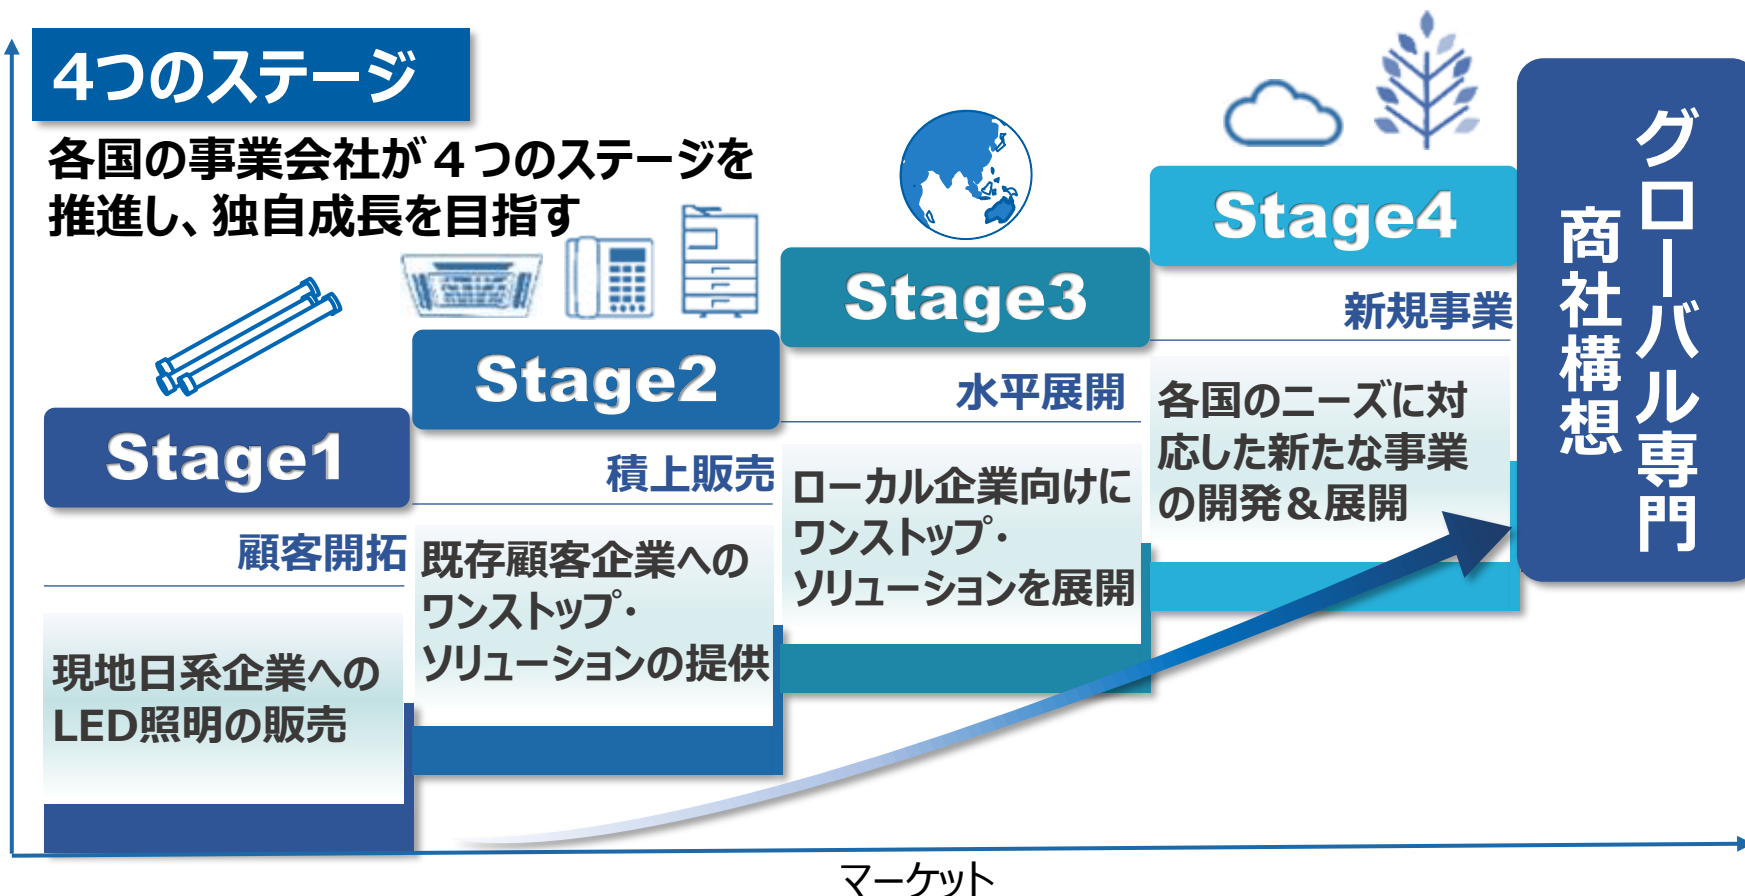 4つのステージ
各国の事業会社が４つのステージを
推進し、独自成長を目指す
Stage1
顧客開拓
現地日系企業への
LED照明の販売
Stage2
積上販売
既存顧客企業への
ワンストップ・
ソリューションの提供
Stage3
水平展開
ローカル企業向けに
ワンストップ・
ソリューションを展開
Stage4
新規事業
各国のニーズに対
応した新たな事業
の開発＆展開
グローバル専門
商社構想
マーケット